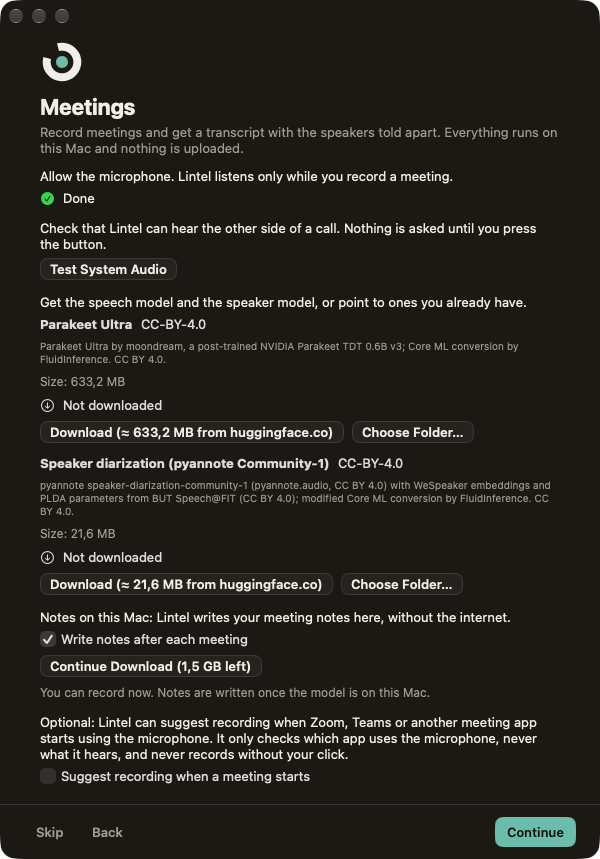 Meetings
Record meetings and get a transcript with the speakers told apart. Everything runs on
this Mac and nothing is uploaded.
Allow the microphone. Lintel listens only while you record a meeting.
Done
Check that Lintel can hear the other side of a call. Nothing is asked until you press
the button.
Test System Audio
Get the speech model and the speaker model, or point to ones you already have.
Parakeet Ultra CC-BY-4.0
Parakeet Ultra by moondream, a post-trained NVIDIA Parakeet TDT 0.6B v3; Core ML conversion by
FluidInference. CC BY 4.0.
Size: 633,2 MB
Not downloaded
Download (≈ 633,2 MB from huggingface.co) Choose Folder...
Speaker diarization (pyannote Community-1) CC-BY-4.0
pyannote speaker-diarization-community-1 (pyannote.audio, CC BY 4.0) with WeSpeaker embeddings and
PLDA parameters from BUT Speech@FIT (CC BY 4.0); modified Core ML conversion by FluidInference. CC
BY 4.0.
Size: 21,6 MB
Not downloaded
Download (≈ 21,6 MB from huggingface.co) Choose Folder...
Notes on this Mac: Lintel writes your meeting notes here, without the internet.
Write notes after each meeting
Continue Download (1,5 GB left)
You can record now. Notes are written once the model is on this Mac.
Optional: Lintel can suggest recording when Zoom, Teams or another meeting app
starts using the microphone. It only checks which app uses the microphone, never
what it hears, and never records without your click.
Suggest recording when a meeting starts
Skip Back Continue